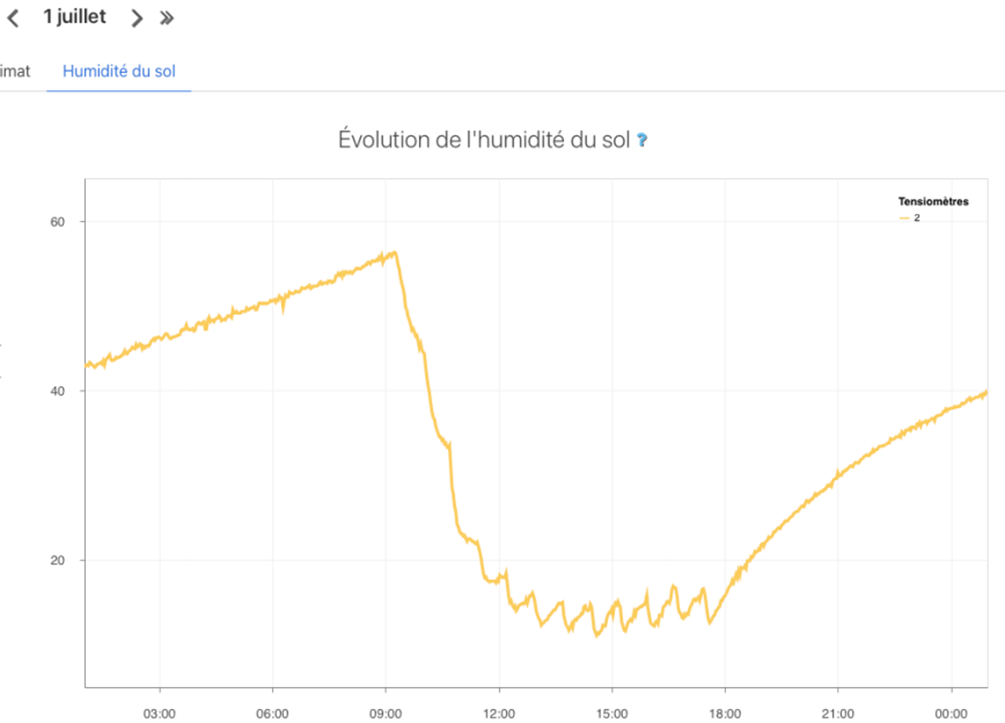 1 juillet
imat
Humidité du sol
Évolution de l'humidité du sol ?
Tensiomètres
2
60
40
20
03:00 06:00 09:00 12:00 15:00 18:00 21:00 00:00